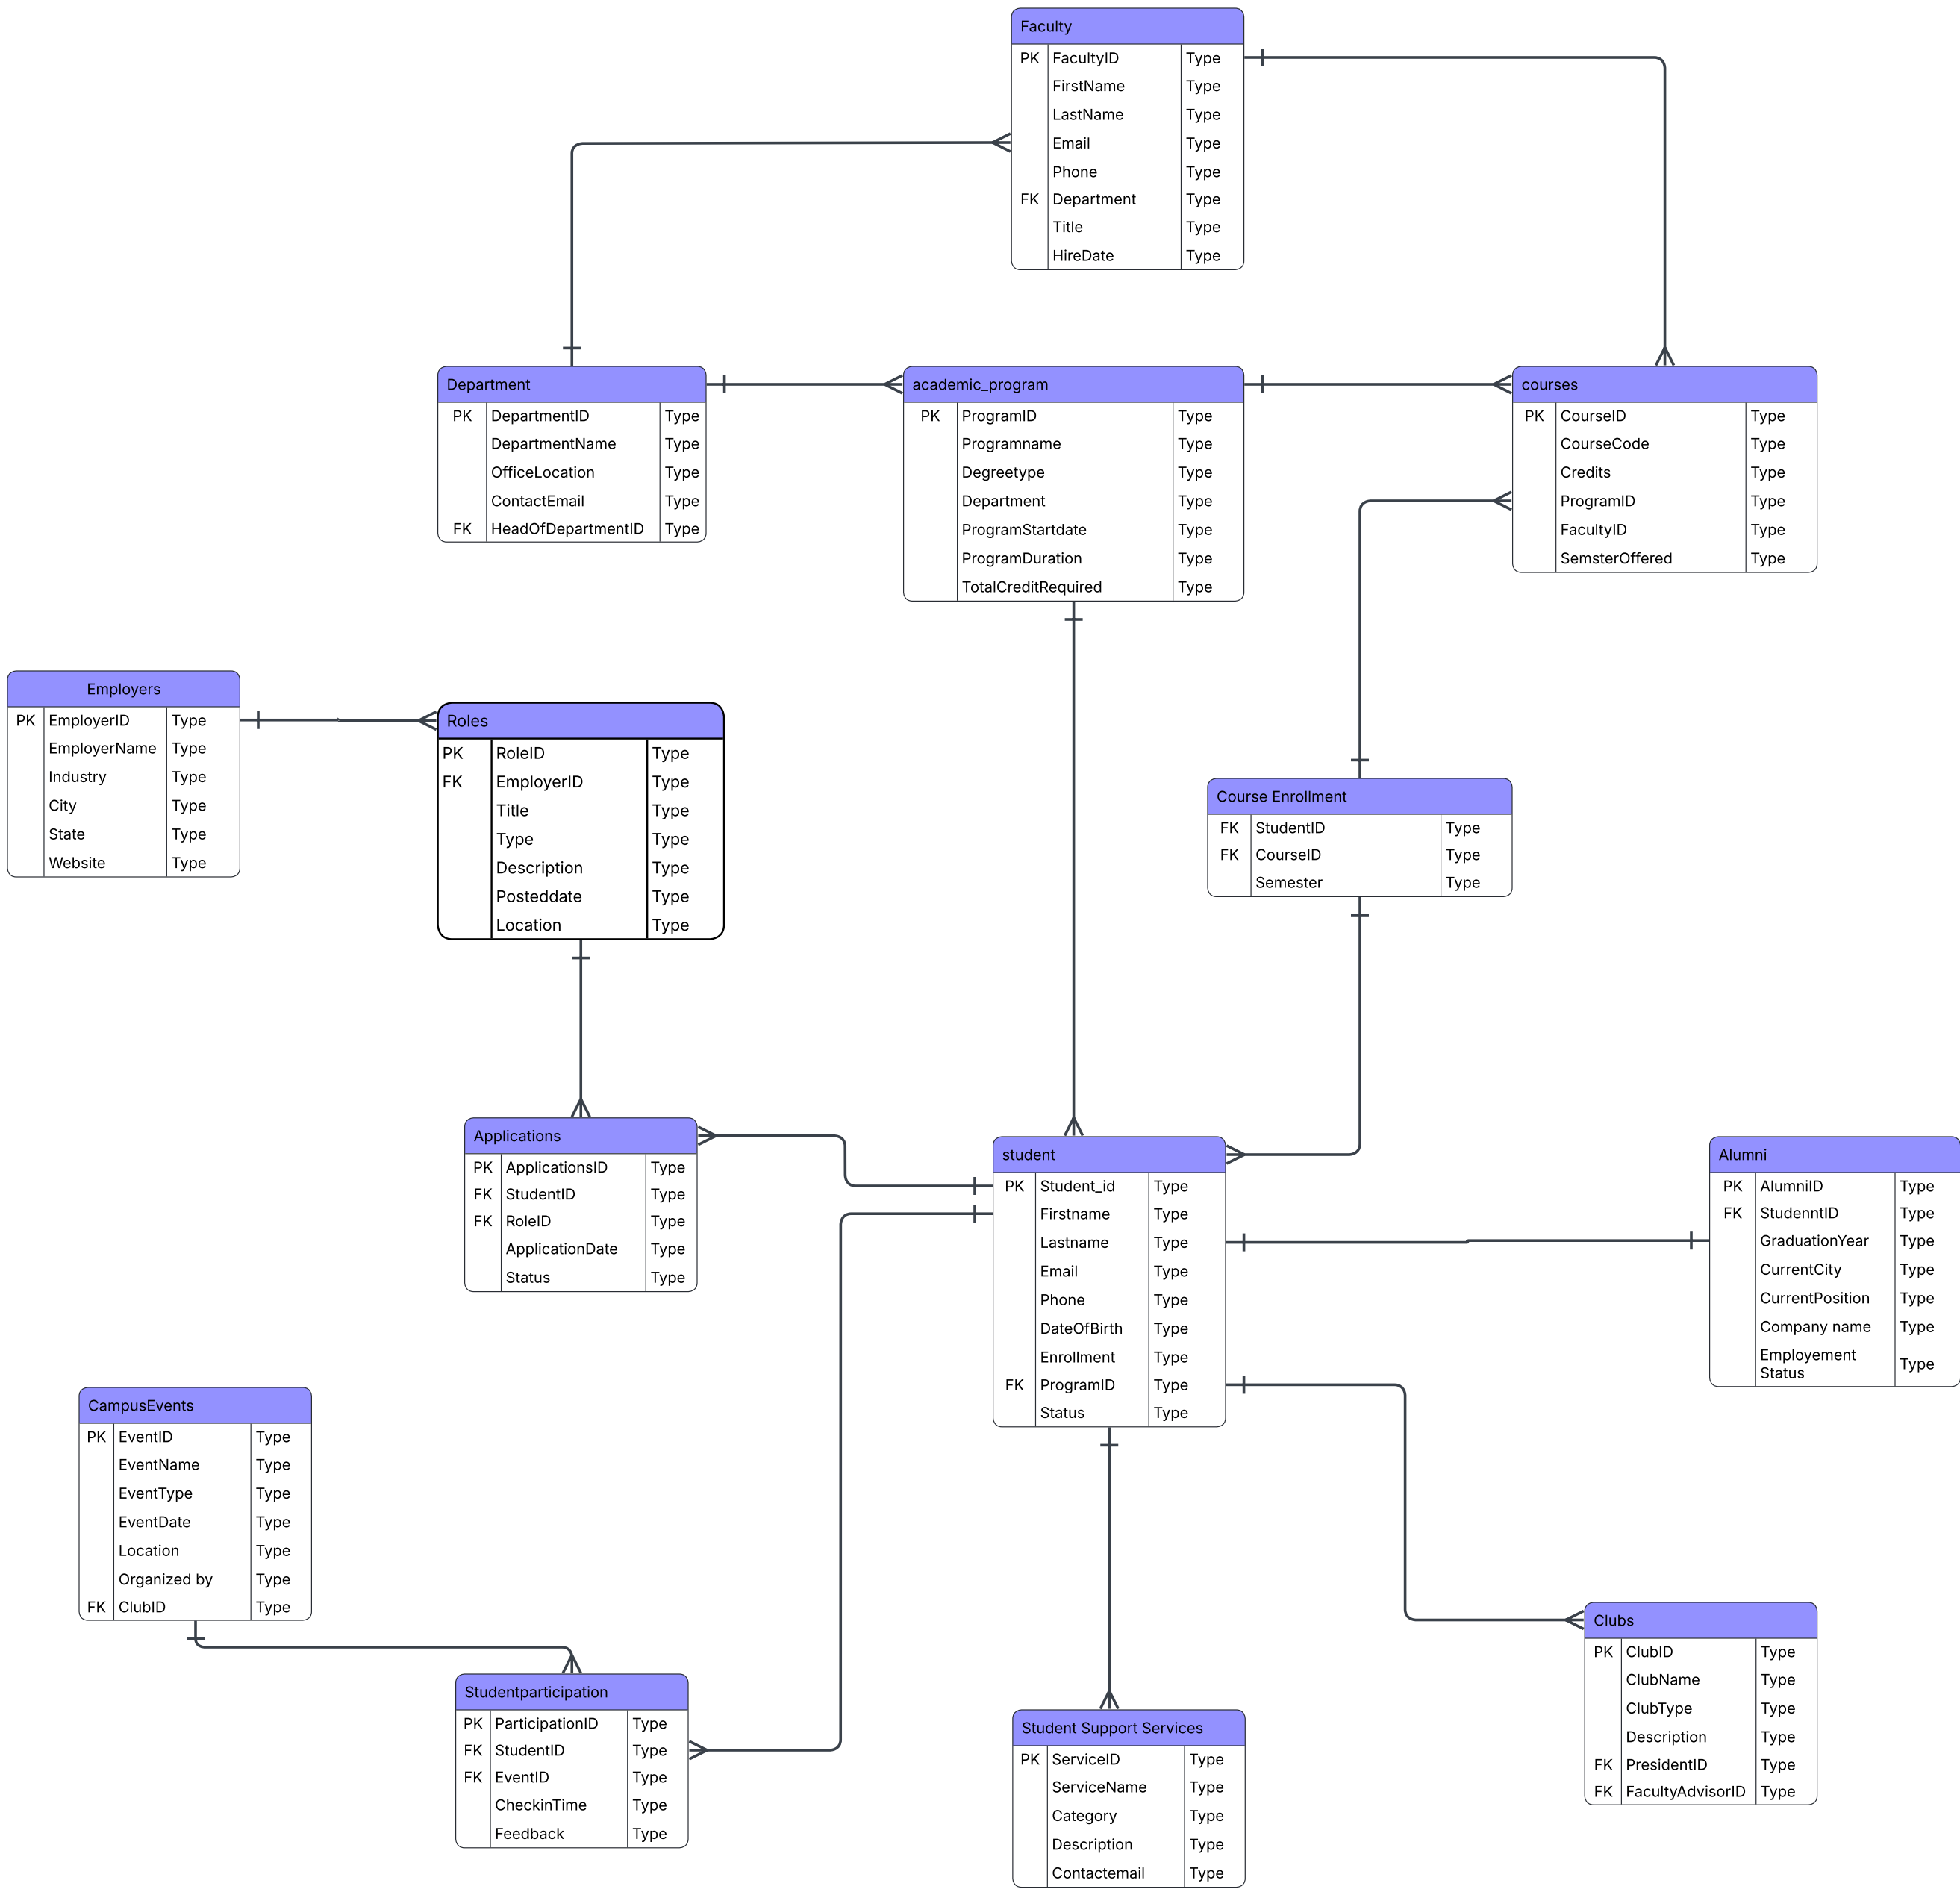 Faculty
PK FacultyID Type
FirstName Type
LastName Type
Email Type
Phone Type
FK Department Type
Title Type
HireDate Type
Department
PK DepartmentID Type
DepartmentName Type
OfficeLocation Type
ContactEmail Type
FK HeadOfDepartmentID Type
academic_program
PK ProgramID Type
Programname Type
Degreetype Type
Department Type
ProgramStartdate Type
ProgramDuration Type
TotalCreditRequired Type
courses
PK CourseID Type
CourseCode Type
Credits Type
ProgramID Type
FacultyID Type
SemsterOffered Type
Employers
PK EmployerID Type
EmployerName Type
Industry Type
City Type
State Type
Website Type
Roles
PK RoleID Type
FK EmployerID Type
Title Type
Type Type
Description Type
Posteddate Type
Location Type
Course Enrollment
FK StudentID Type
FK CourseID Type
Semester Type
Applications
PK ApplicationsID Type
FK StudentID Type
FK RoleID Type
ApplicationDate Type
Status Type
student
PK Student_id Type
Firstname Type
Lastname Type
Email Type
Phone Type
DateOfBirth Type
Enrollment Type
FK ProgramID Type
Status Type
Alumni
PK AlumniID Type
FK StudenntID Type
GraduationYear Type
CurrentCity Type
CurrentPosition Type
Company name Type
Employement
Status Type
CampusEvents
PK EventID Type
EventName Type
EventType Type
EventDate Type
Location Type
Organized by Type
FK ClubID Type
Studentparticipation
PK ParticipationID Type
FK StudentID Type
FK EventID Type
CheckinTime Type
Feedback Type
Student Support Services
PK ServiceID Type
ServiceName Type
Category Type
Description Type
Contactemail Type
Clubs
PK ClubID Type
ClubName Type
ClubType Type
Description Type
FK PresidentID Type
FK FacultyAdvisorID Type